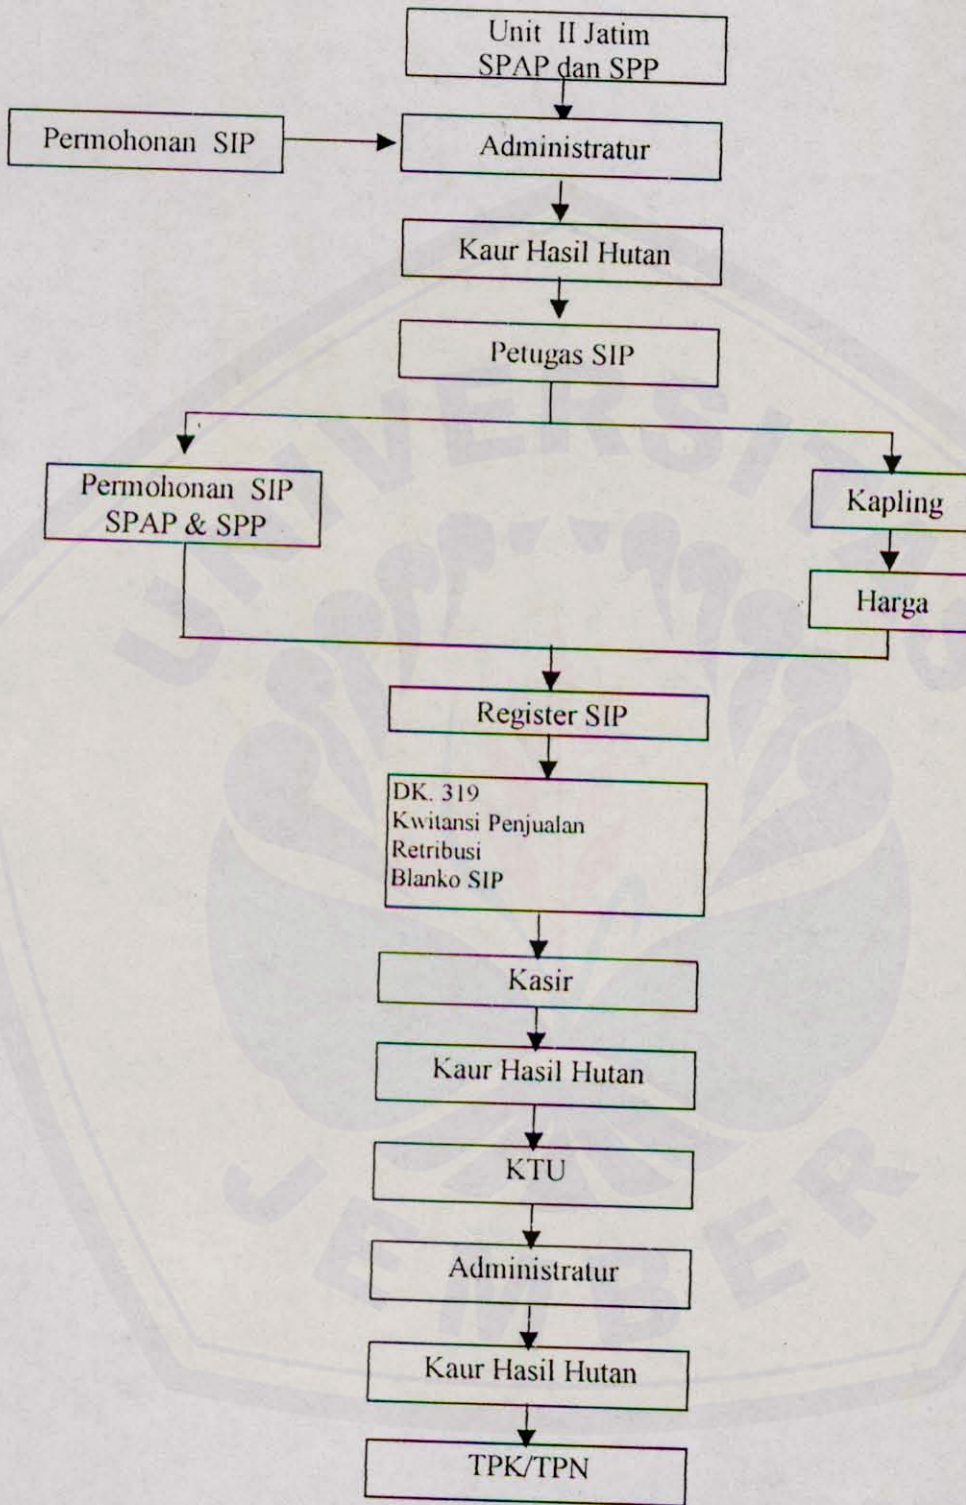 Unit II Jatim
SPAP dan SPP
Permohonan SIP
Administratur
Kaur Hasil Hutan
Petugas SIP
Permohonan SIP
SPAP & SPP
Kapling
Harga
Register SIP
DK. 319
Kwitansi Penjualan
Retribusi
Blanko SIP
Kasir
Kaur Hasil Hutan
KTU
Administratur
Kaur Hasil Hutan
TPK/TPN
UNIVERSITAS
JEMBER